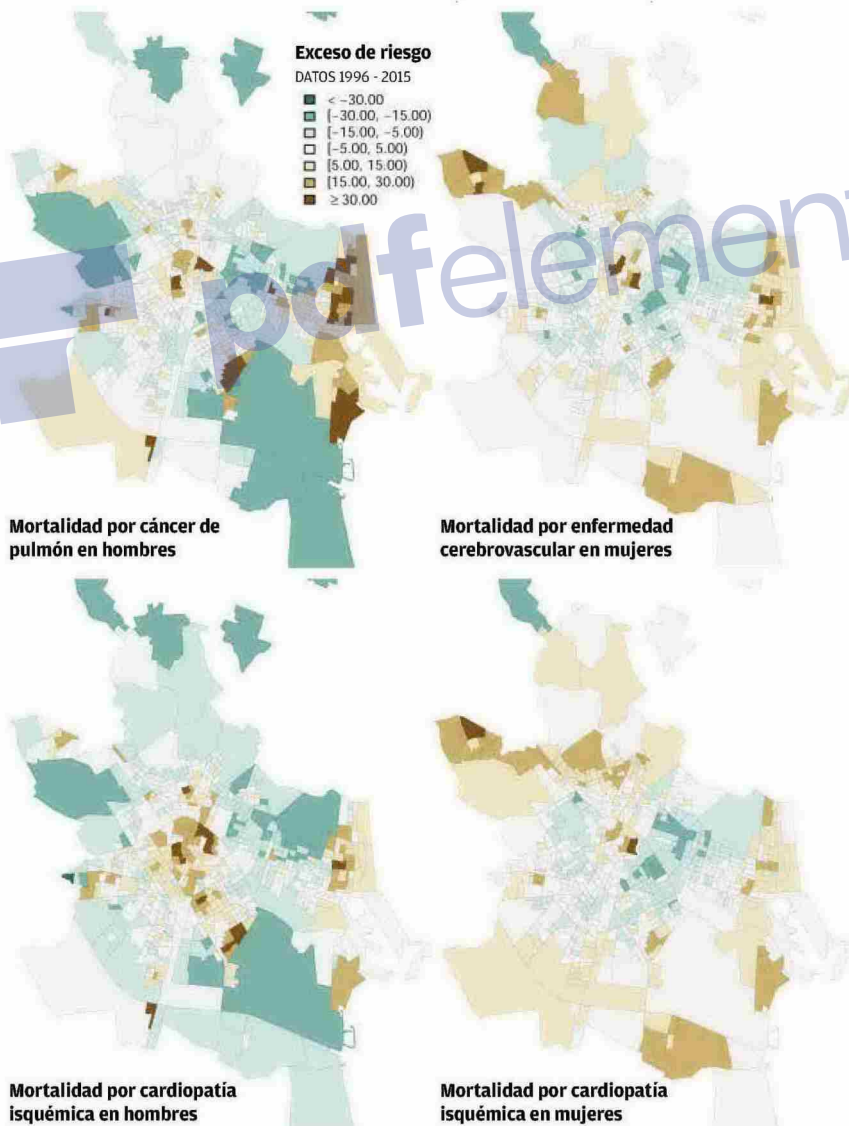 Exceso de riesgo
DATOS 1996 - 2015
< -30.00
[-30.00, -15.00)
[-15.00, -5.00)
[-5.00, 5.00)
[5.00, 15.00)
[15.00, 30.00)
≥ 30.00
pdfelement
Mortalidad por cáncer de
pulmón en hombres
Mortalidad por enfermedad
cerebrovascular en mujeres
Mortalidad por cardiopatía
isquémica en hombres
Mortalidad por cardiopatía
isquémica en mujeres